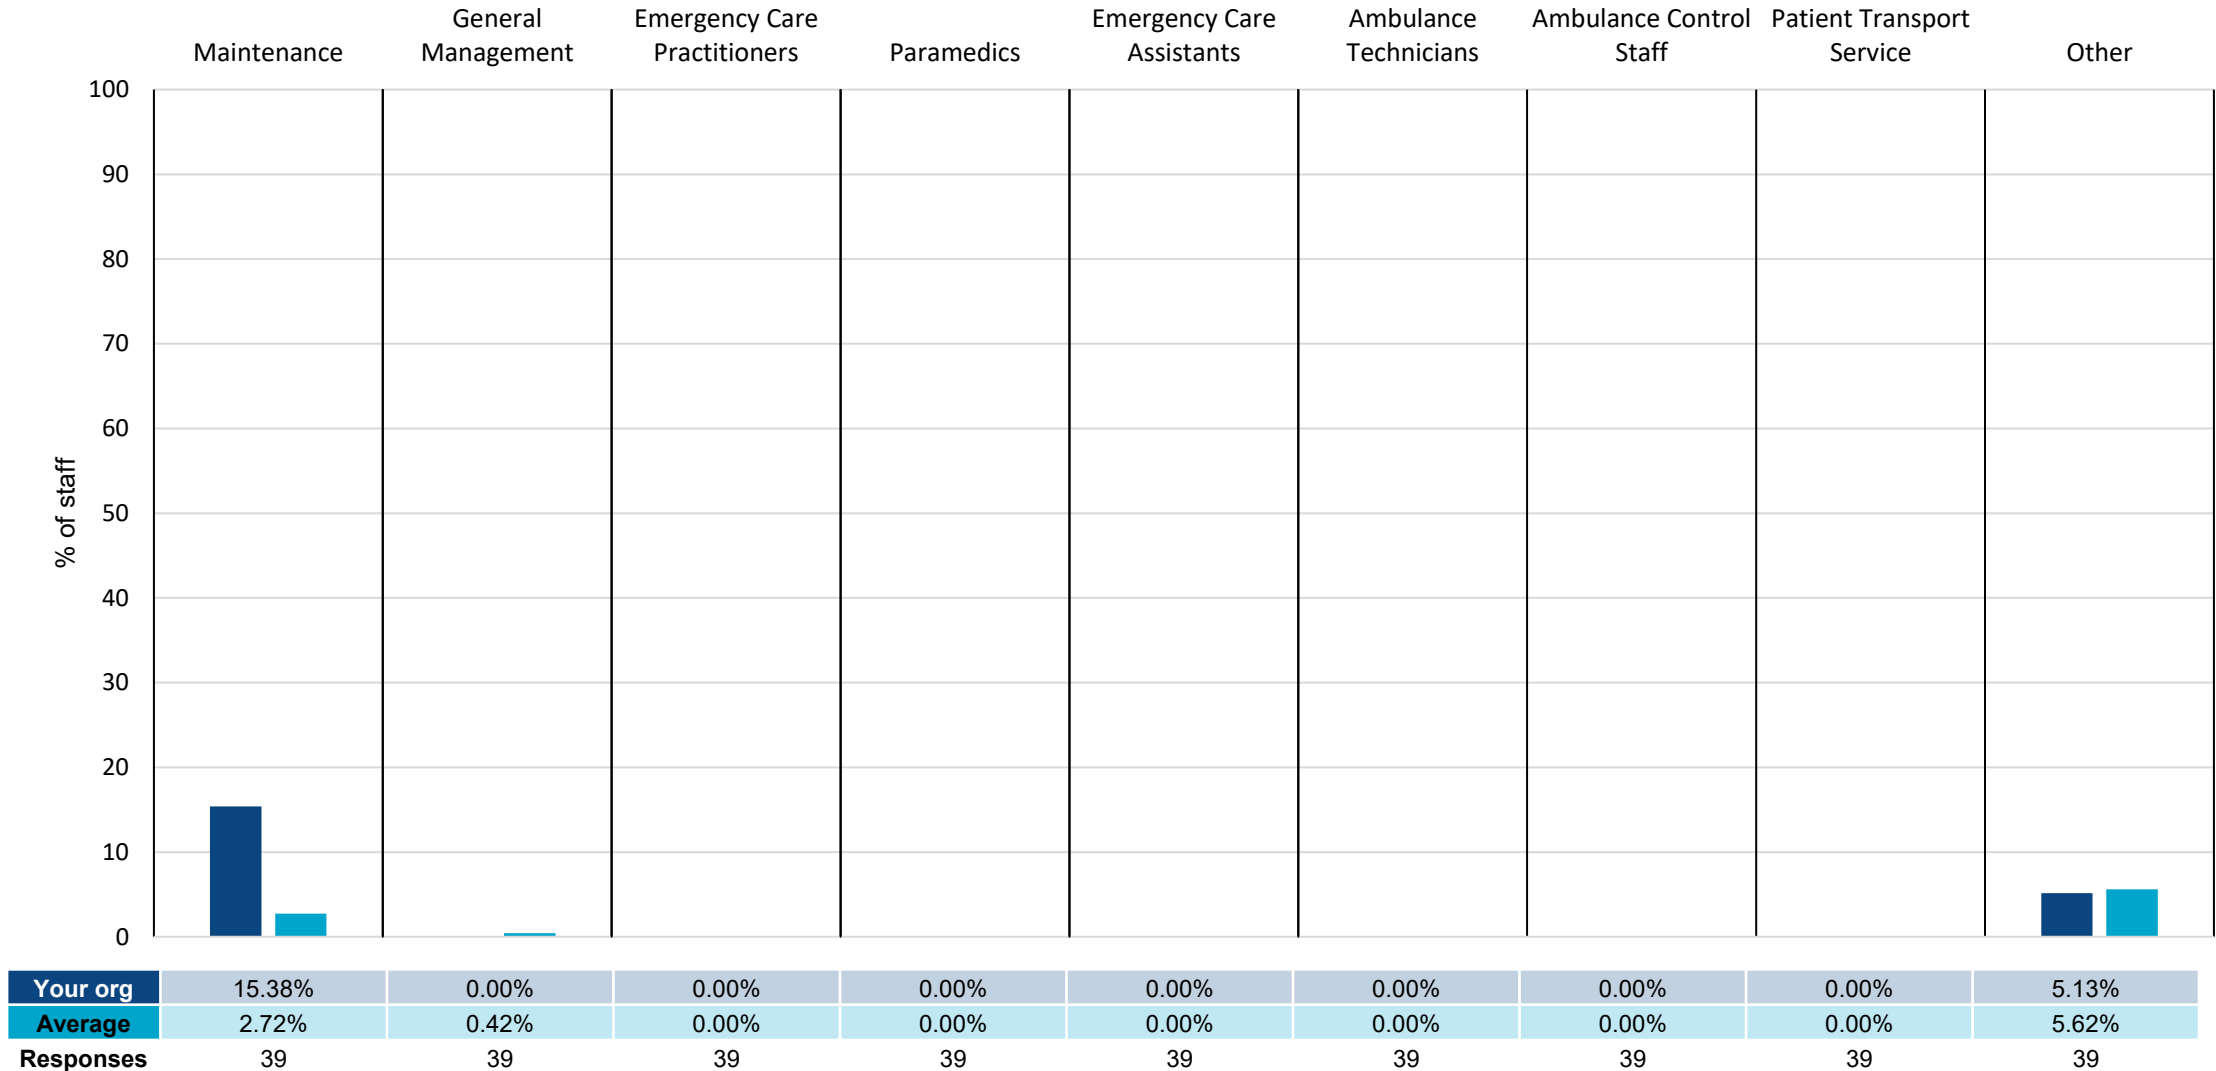 Maintenance
General
Management
Emergency Care
Practitioners
Paramedics
Emergency Care
Assistants
Ambulance
Technicians
Ambulance Control
Staff
Patient Transport
Service
Other
% of staff
100
90
80
70
60
50
40
30
20
10
0
Your org 15.38% 0.00% 0.00% 0.00% 0.00% 0.00% 0.00% 0.00% 5.13%
Average 2.72% 0.42% 0.00% 0.00% 0.00% 0.00% 0.00% 0.00% 5.62%
Responses 39 39 39 39 39 39 39 39 39